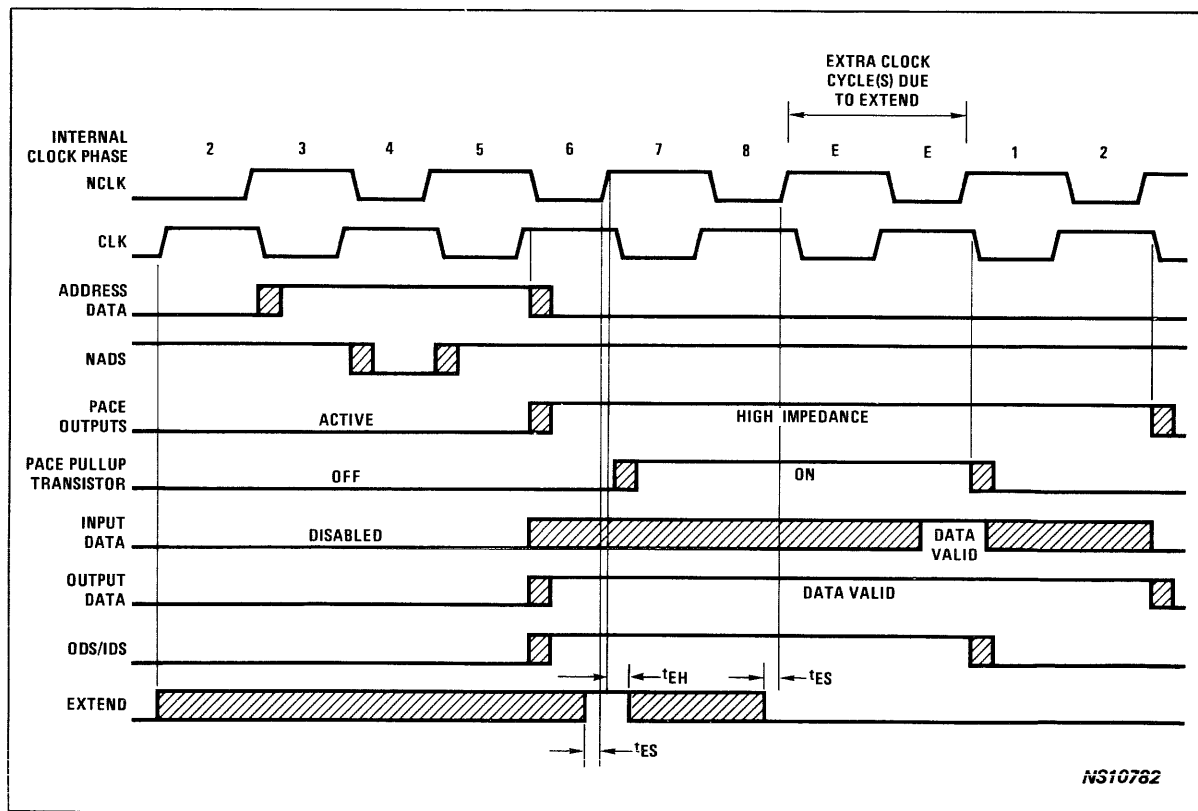 EXTRA CLOCK
CYCLE(S) DUE
TO EXTEND
INTERNAL
CLOCK PHASE
2 3 4 5 6 7 8 E E 1 2
NCLK
CLK
ADDRESS
DATA
NADS
PACE
OUTPUTS
ACTIVE
HIGH IMPEDANCE
PACE PULLUP
TRANSISTOR
OFF
ON
INPUT
DATA
DISABLED
DATA
VALID
OUTPUT
DATA
DATA VALID
ODS/IDS
tEH
tES
EXTEND
tES
NS10782